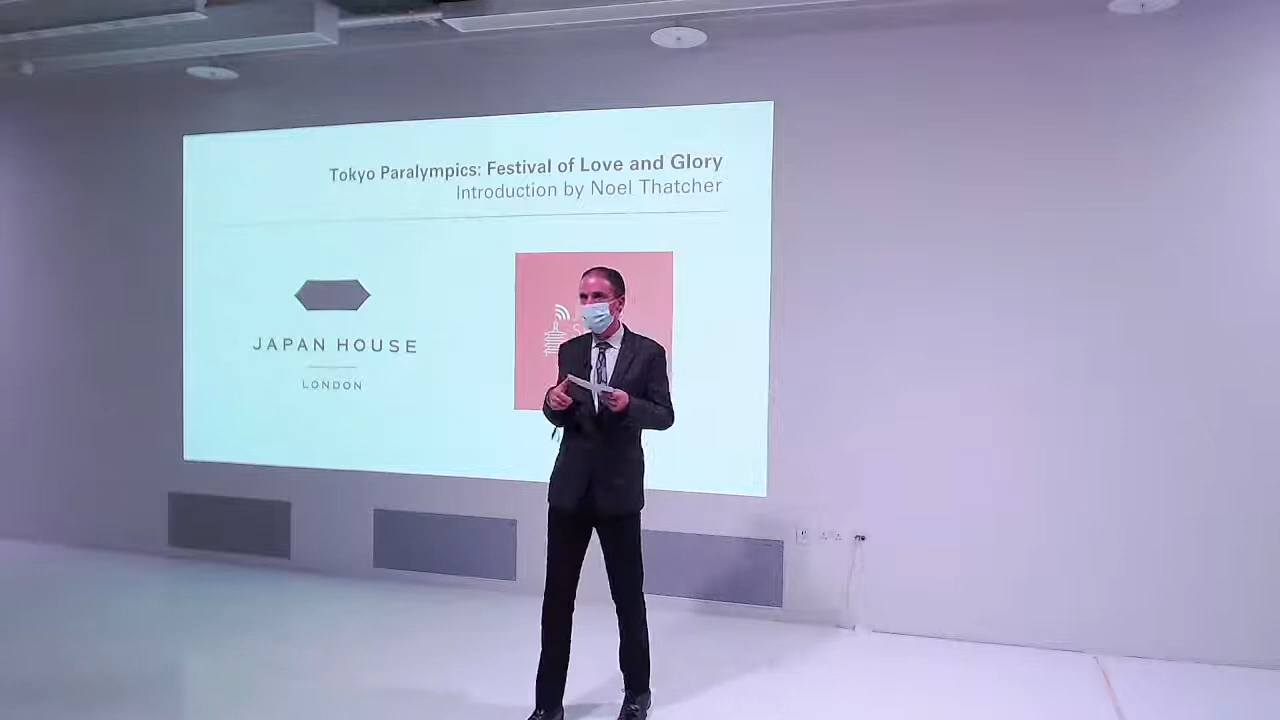 Tokyo Paralympics: Festival of Love and Glory
Introduction by Noel Thatcher
JAPAN HOUSE
LONDON